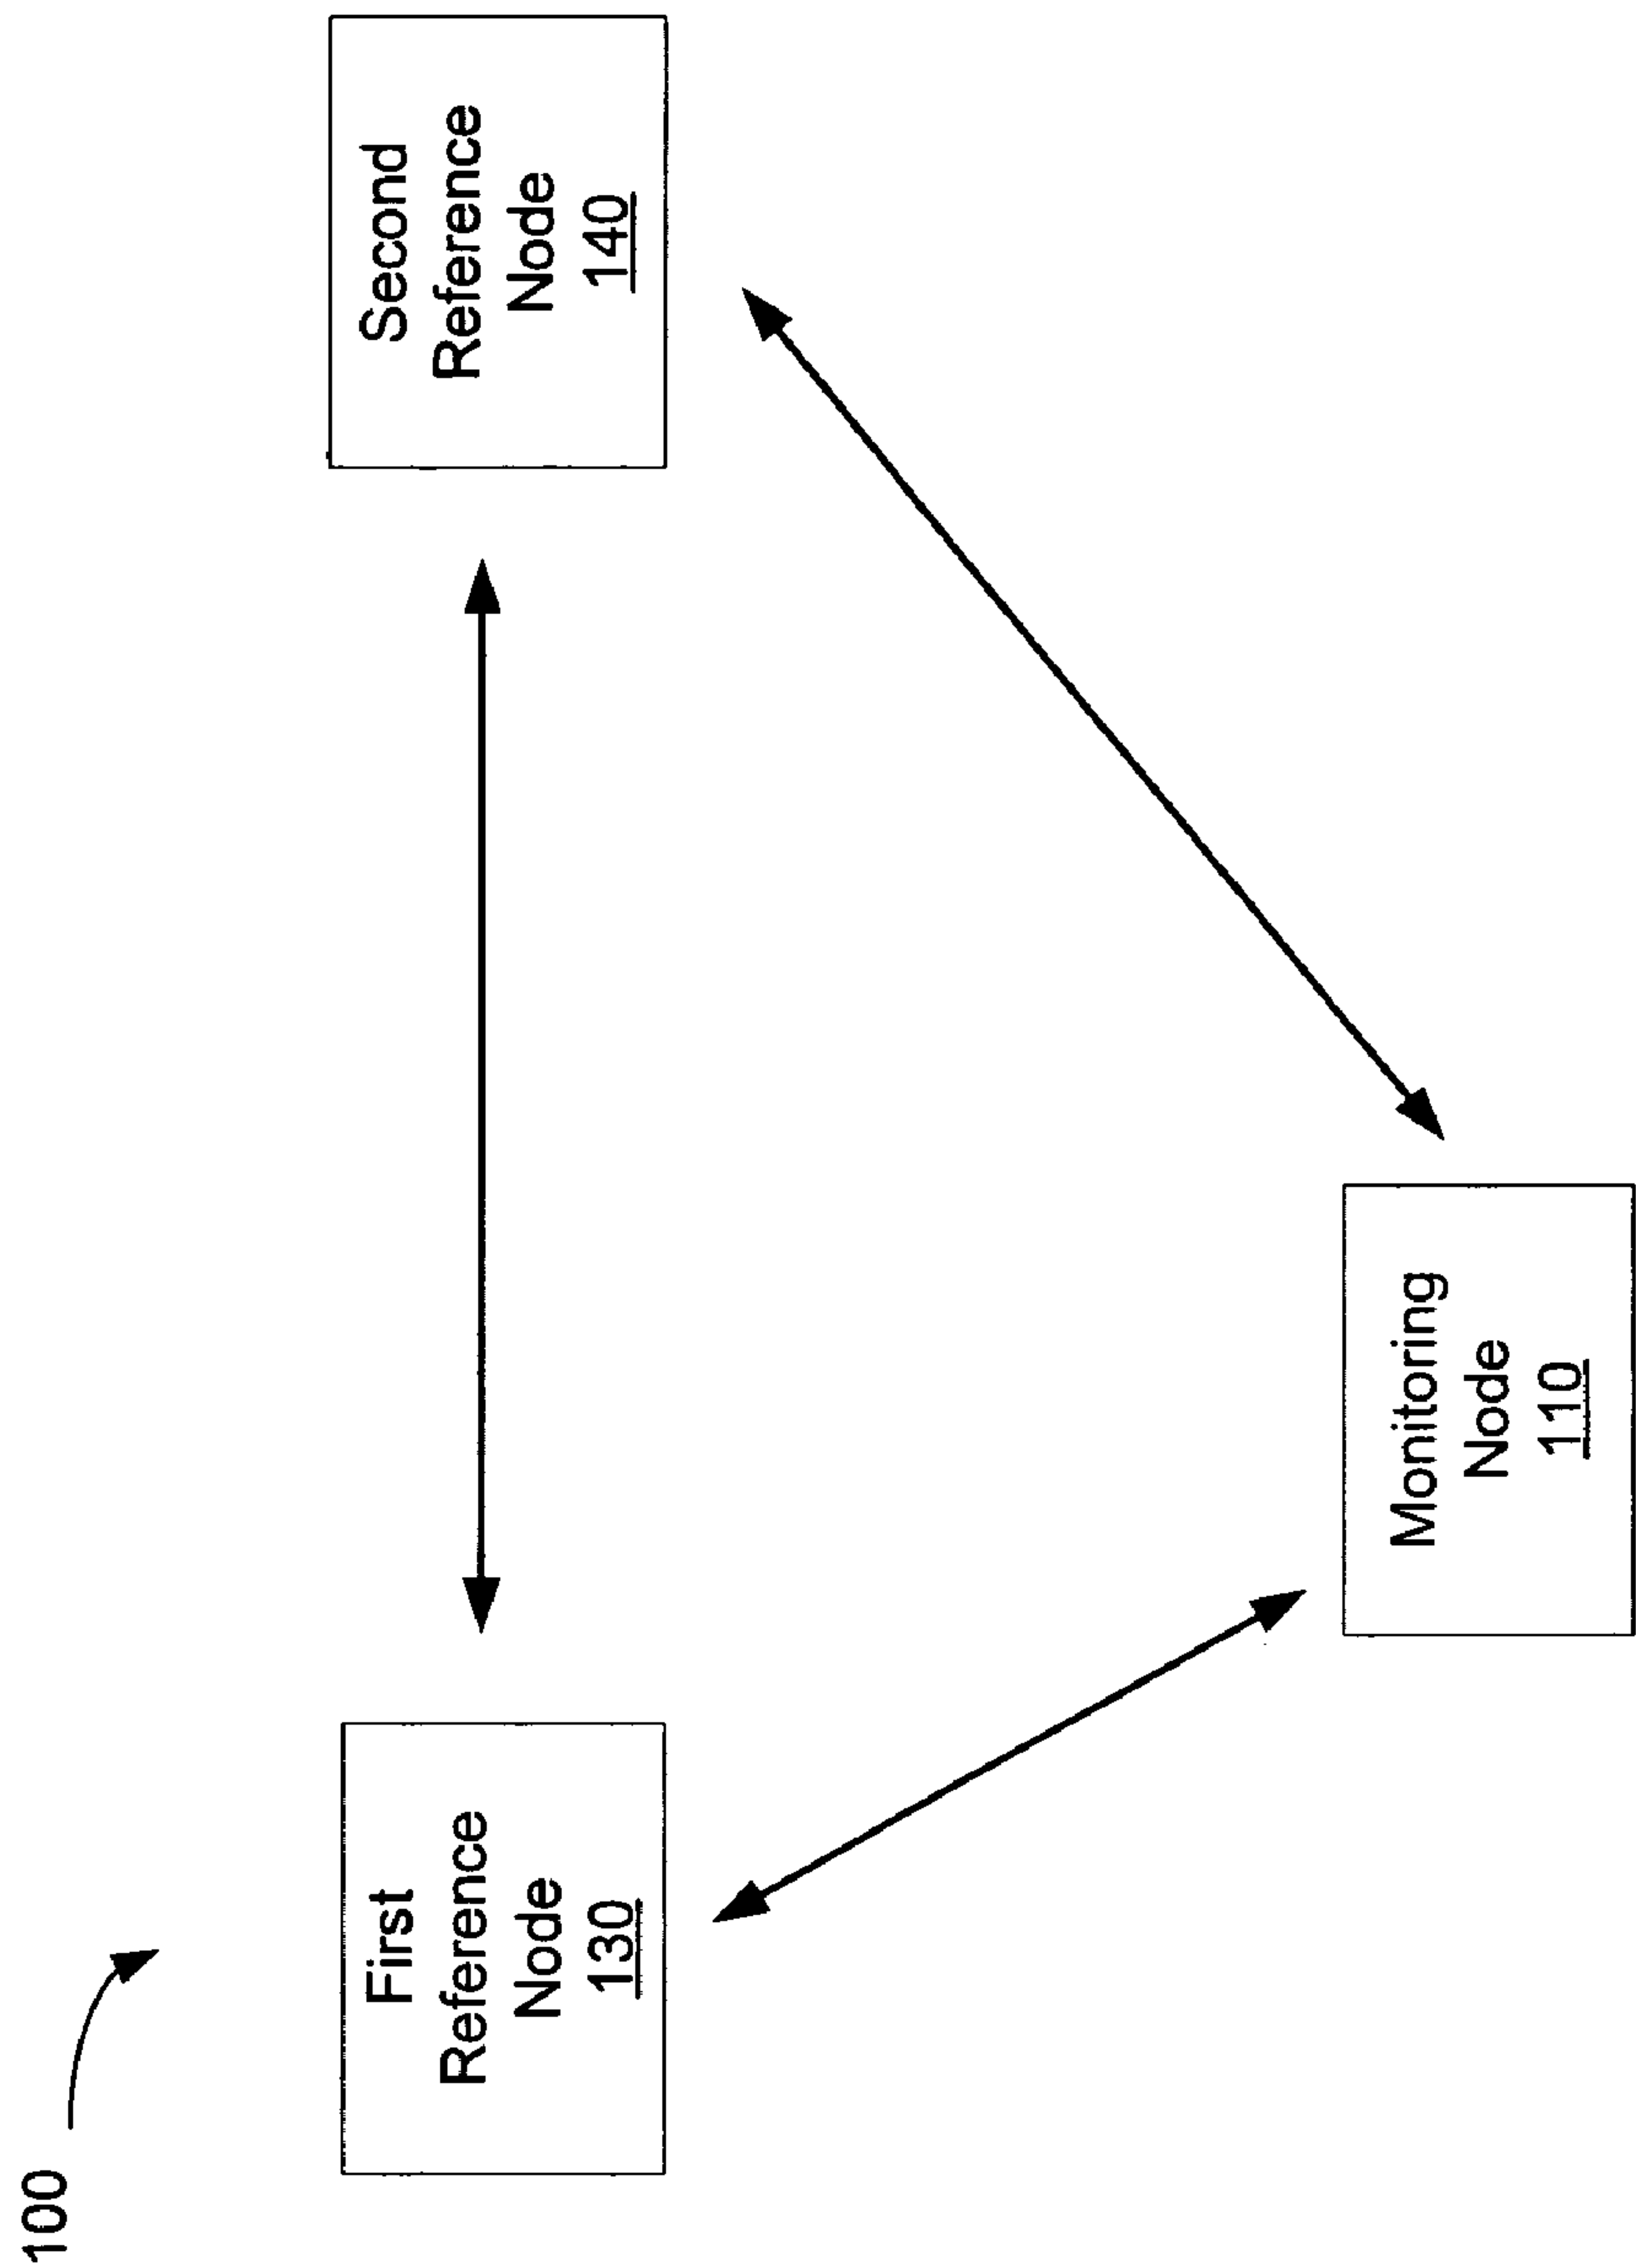 100
First
Reference
Node
130
Second
Reference
Node
140
Monitoring
Node
110